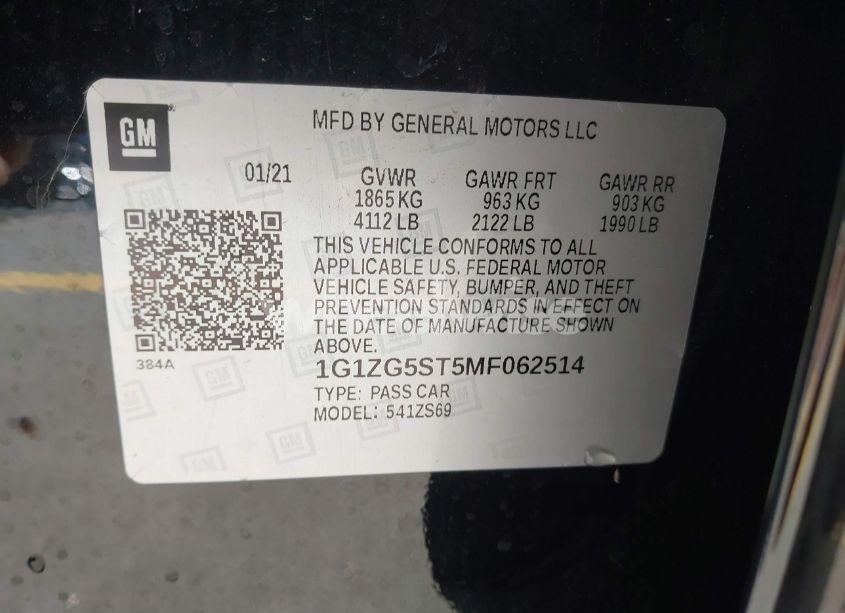 GM
MFD BY GENERAL MOTORS LLC
01/21
GVWR GAWR FRT GAWR RR
1865 KG 963 KG 903 KG
4112 LB 2122 LB 1990 LB
THIS VEHICLE CONFORMS TO ALL
APPLICABLE U.S. FEDERAL MOTOR
VEHICLE SAFETY, BUMPER, AND THEFT
PREVENTION STANDARDS IN EFFECT ON
THE DATE OF MANUFACTURE SHOWN
ABOVE.
384A
1G1ZG5ST5MF062514
TYPE: PASS CAR
MODEL: 541ZS69